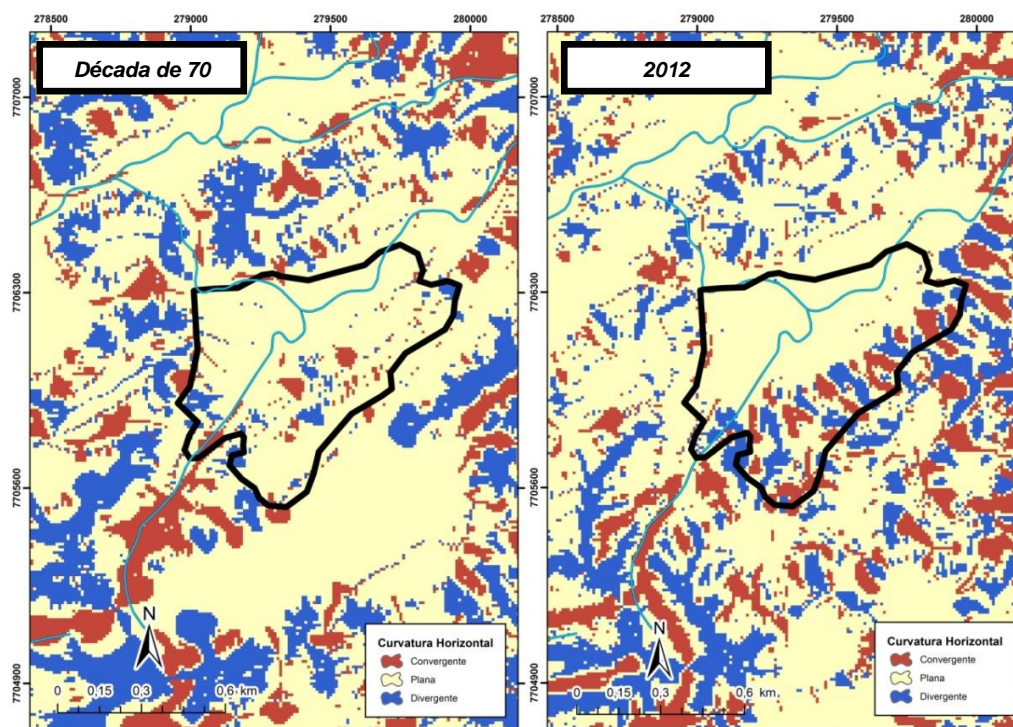 278500 279000 279500 280000
Década de 70
7707000
7706300
7705600
7704900
N
0 0,15 0,3 0,6 km
Curvatura Horizontal
Convergente
Plana
Divergente
278500 279000 279500 280000
2012
7707000
7706300
7705600
7704900
N
0 0,15 0,3 0,6 km
Curvatura Horizontal
Convergente
Plana
Divergente